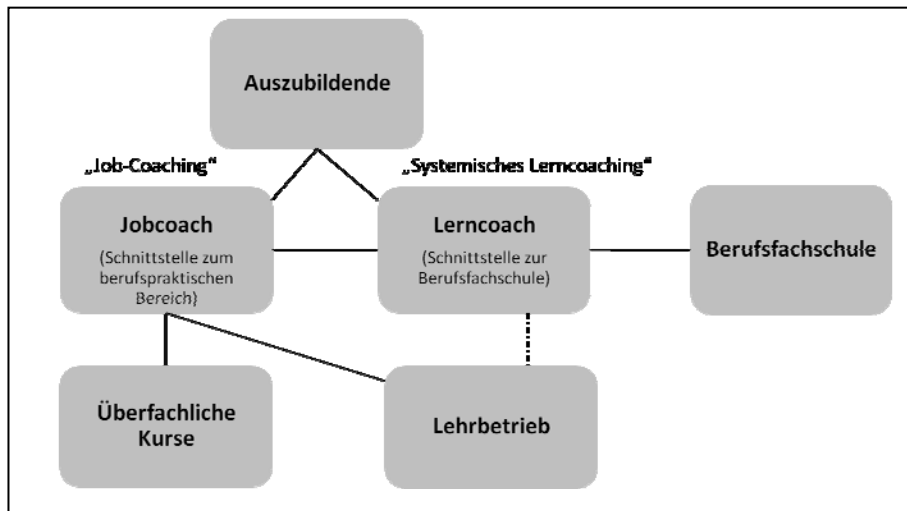 Auszubildende
„Job-Coaching“
„Systemisches Lerncoaching“
Jobcoach
(Schnittstelle zum
berufspraktischen
Bereich)
Lerncoach
(Schnittstelle zur
Berufsfachschule)
Berufsfachschule
Überfachliche
Kurse
Lehrbetrieb